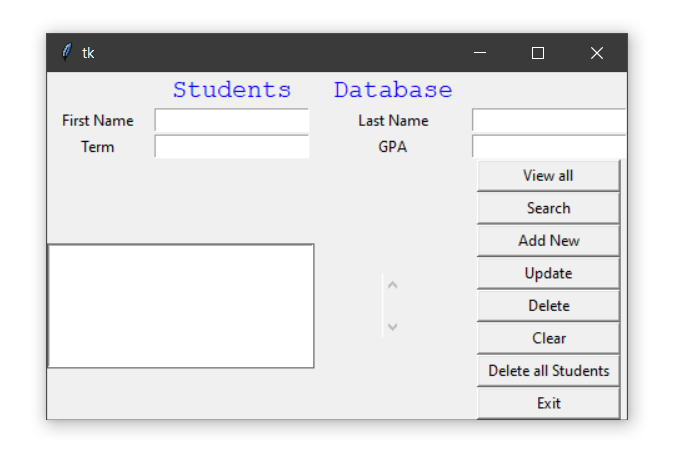 tk
Students Database
First Name Last Name
Term GPA
View all
Search
Add New
Update
Delete
Clear
Delete all Students
Exit